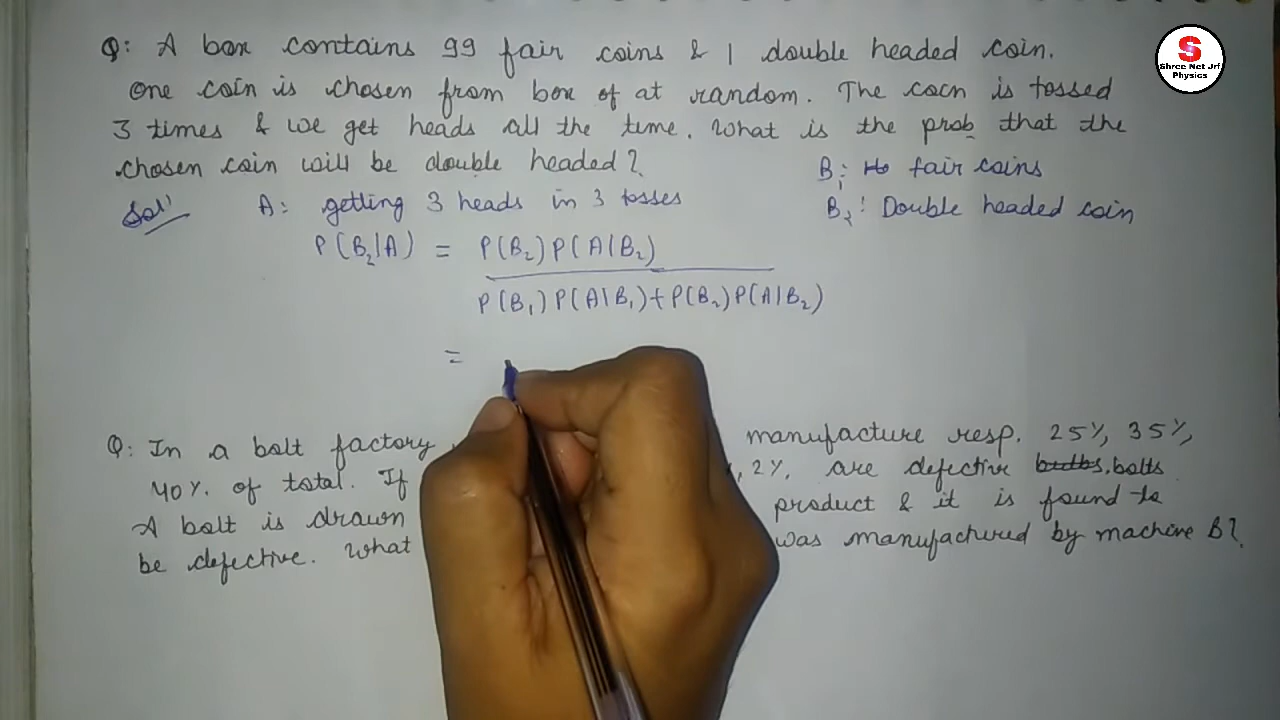 Q: A box contains 99 fair coins & 1 double headed coin.
One coin is chosen from box of at random. The coin is tossed
3 times & we get heads all the time. What is the prob that the
chosen coin will be double headed?
B₁: fair coins
Sol' A: getting 3 heads in 3 tosses
B₂: Double headed coin
P(B₂|A) = P(B₂)P(A|B₂)
P(B₁)P(A|B₁)+P(B₂)P(A|B₂)
=
Q: In a bolt factory manufacture resp. 25%, 35%,
40%. of total. If , 2%. are defective bulbs. bolts
A bolt is drawn product & it is found to
be defective. What was manufactured by machine B?
S
Shree Net Jrf
Physics